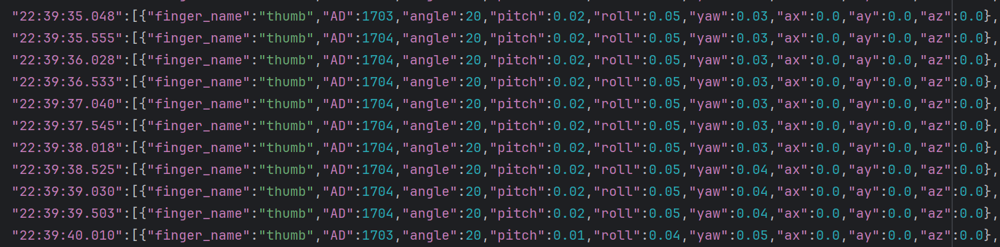 "22:39:35.048":[{"finger_name":"thumb","AD":1703,"angle":20,"pitch":0.02,"roll":0.05,"yaw":0.03,"ax":0.0,"ay":0.0,"az":0.0},
"22:39:35.555":[{"finger_name":"thumb","AD":1704,"angle":20,"pitch":0.02,"roll":0.05,"yaw":0.03,"ax":0.0,"ay":0.0,"az":0.0},
"22:39:36.028":[{"finger_name":"thumb","AD":1704,"angle":20,"pitch":0.02,"roll":0.05,"yaw":0.03,"ax":0.0,"ay":0.0,"az":0.0},
"22:39:36.533":[{"finger_name":"thumb","AD":1704,"angle":20,"pitch":0.02,"roll":0.05,"yaw":0.03,"ax":0.0,"ay":0.0,"az":0.0},
"22:39:37.040":[{"finger_name":"thumb","AD":1704,"angle":20,"pitch":0.02,"roll":0.05,"yaw":0.03,"ax":0.0,"ay":0.0,"az":0.0},
"22:39:37.545":[{"finger_name":"thumb","AD":1704,"angle":20,"pitch":0.02,"roll":0.05,"yaw":0.03,"ax":0.0,"ay":0.0,"az":0.0},
"22:39:38.018":[{"finger_name":"thumb","AD":1704,"angle":20,"pitch":0.02,"roll":0.05,"yaw":0.03,"ax":0.0,"ay":0.0,"az":0.0},
"22:39:38.525":[{"finger_name":"thumb","AD":1704,"angle":20,"pitch":0.02,"roll":0.05,"yaw":0.04,"ax":0.0,"ay":0.0,"az":0.0},
"22:39:39.030":[{"finger_name":"thumb","AD":1704,"angle":20,"pitch":0.02,"roll":0.05,"yaw":0.04,"ax":0.0,"ay":0.0,"az":0.0},
"22:39:39.503":[{"finger_name":"thumb","AD":1704,"angle":20,"pitch":0.02,"roll":0.05,"yaw":0.04,"ax":0.0,"ay":0.0,"az":0.0},
"22:39:40.010":[{"finger_name":"thumb","AD":1703,"angle":20,"pitch":0.01,"roll":0.04,"yaw":0.05,"ax":0.0,"ay":0.0,"az":0.0},